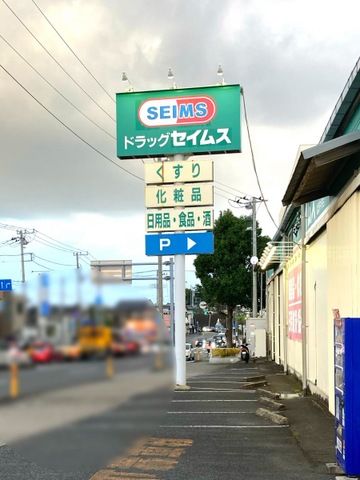 SEIMS
ドラッグセイムス
くすり
化粧品
日用品・食品・酒
P